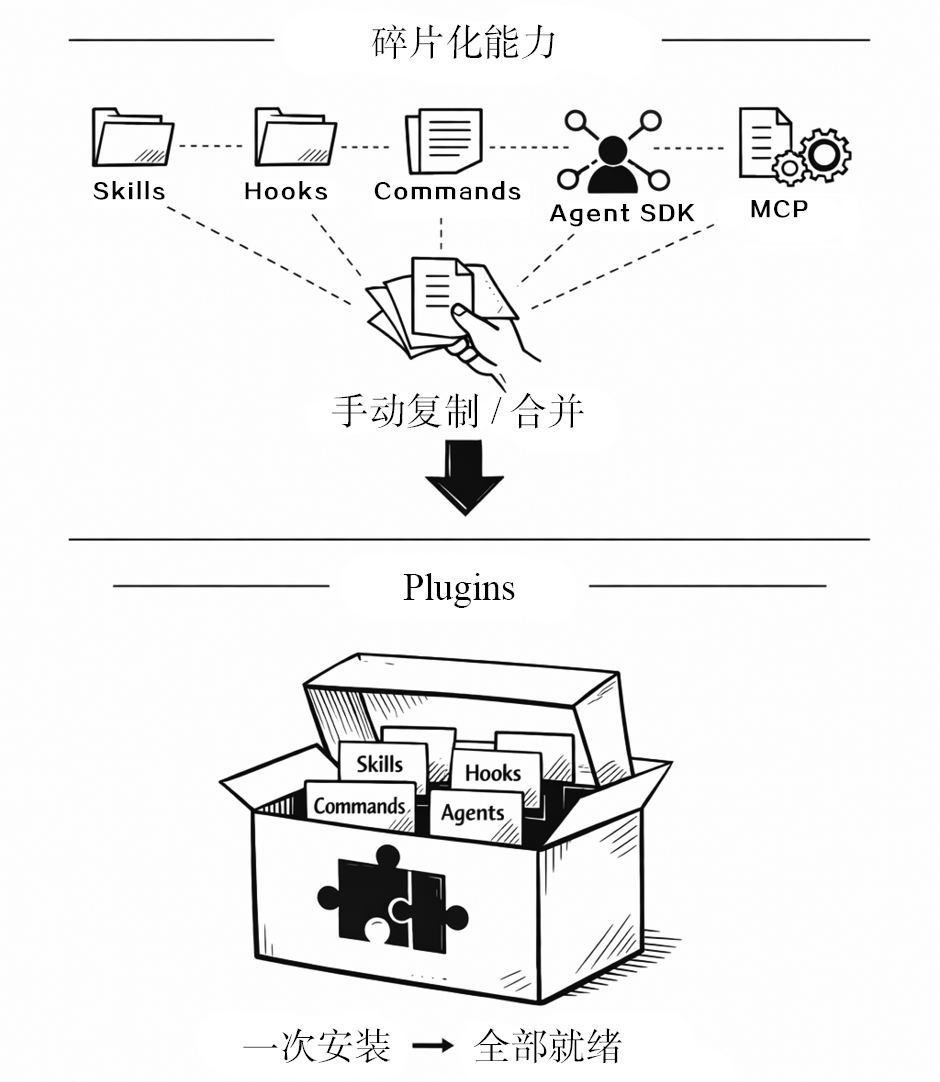 碎片化能力
Skills
Hooks
Commands
Agent SDK
MCP
手动复制 / 合并
Plugins
Skills
Hooks
Commands
Agents
一次安装 → 全部就绪